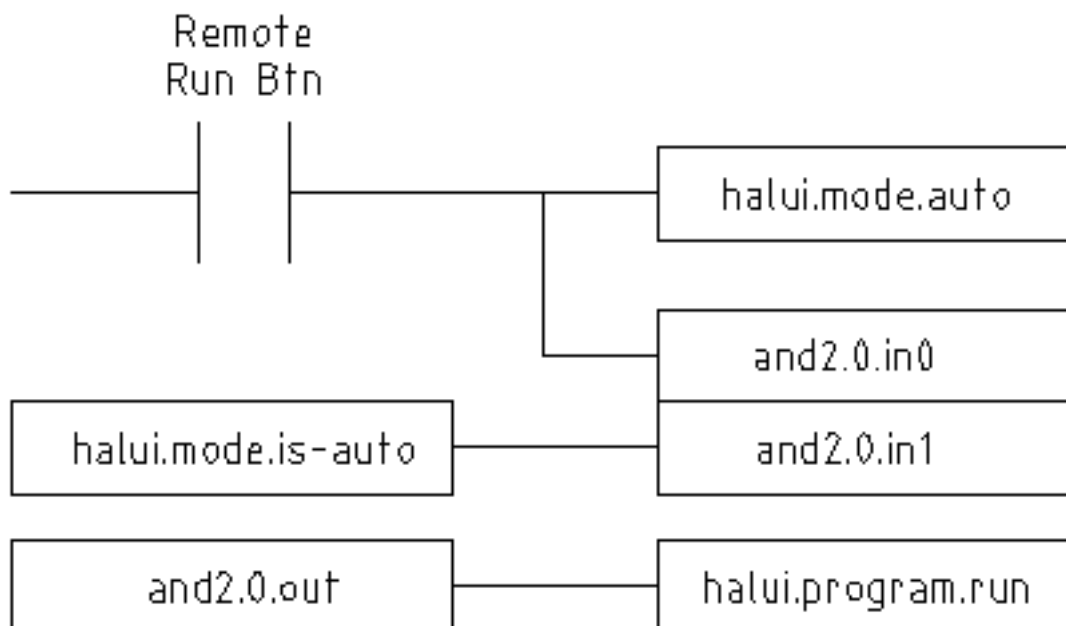 Remote
Run Btn
halui.mode.auto
and2.0.in0
halui.mode.is-auto
and2.0.in1
and2.0.out
halui.program.run